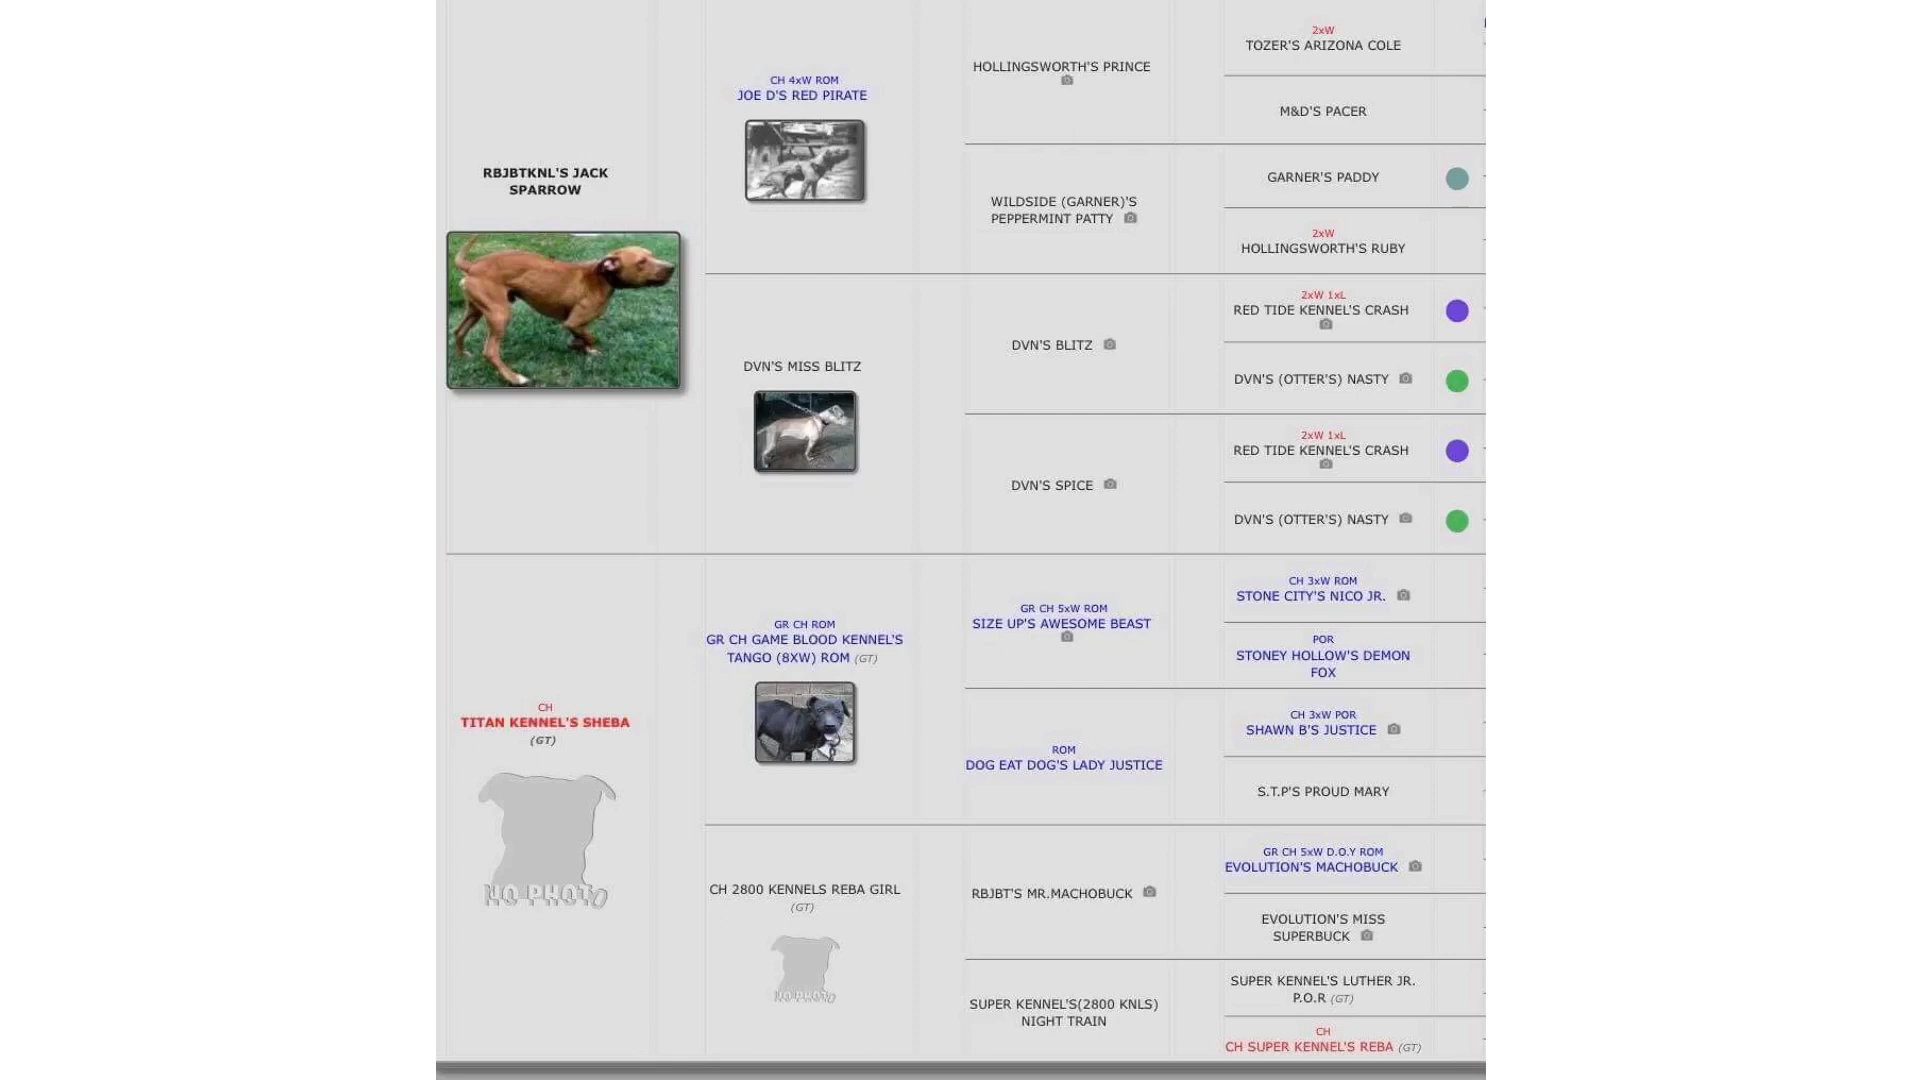 RBJBTKNL'S JACK
SPARROW
CH 4xW ROM
JOE D'S RED PIRATE
HOLLINGSWORTH'S PRINCE
2xW
TOZER'S ARIZONA COLE
M&D'S PACER
WILDSIDE (GARNER)'S
PEPPERMINT PATTY
GARNER'S PADDY
2xW
HOLLINGSWORTH'S RUBY
DVN'S MISS BLITZ
DVN'S BLITZ
2xW 1xL
RED TIDE KENNEL'S CRASH
DVN'S (OTTER'S) NASTY
DVN'S SPICE
2xW 1xL
RED TIDE KENNEL'S CRASH
DVN'S (OTTER'S) NASTY
CH
TITAN KENNEL'S SHEBA
(GT)
NO PHOTO
GR CH ROM
GR CH GAME BLOOD KENNEL'S
TANGO (8XW) ROM (GT)
GR CH 5xW ROM
SIZE UP'S AWESOME BEAST
CH 3xW ROM
STONE CITY'S NICO JR.
POR
STONEY HOLLOW'S DEMON
FOX
ROM
DOG EAT DOG'S LADY JUSTICE
CH 3xW POR
SHAWN B'S JUSTICE
S.T.P'S PROUD MARY
CH 2800 KENNELS REBA GIRL
(GT)
NO PHOTO
RBJBT'S MR.MACHOBUCK
GR CH 5xW D.O.Y ROM
EVOLUTION'S MACHOBUCK
EVOLUTION'S MISS
SUPERBUCK
SUPER KENNEL'S(2800 KNLS)
NIGHT TRAIN
SUPER KENNEL'S LUTHER JR.
P.O.R (GT)
CH
CH SUPER KENNEL'S REBA (GT)